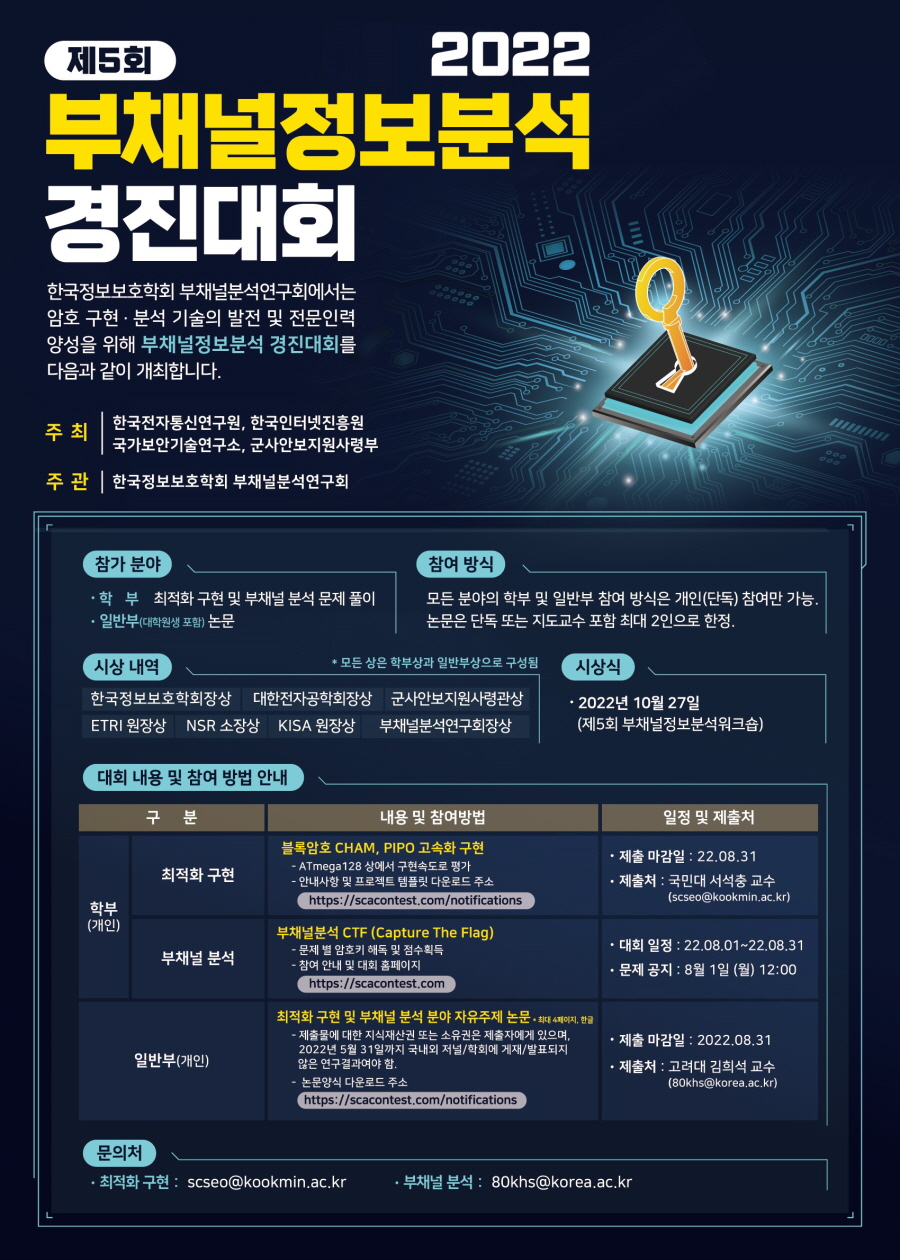 제5회
2022
부채널정보분석
경진대회
한국정보보호학회 부채널분석연구회에서는
암호 구현 · 분석 기술의 발전 및 전문인력
양성을 위해 부채널정보분석 경진대회를
다음과 같이 개최합니다.
주 최
한국전자통신연구원, 한국인터넷진흥원
국가보안기술연구소, 군사안보지원사령부
주 관
한국정보보호학회 부채널분석연구회
참가 분야
· 학 부 최적화 구현 및 부채널 분석 문제 풀이
· 일반부(대학원생 포함) 논문
참여 방식
모든 분야의 학부 및 일반부 참여 방식은 개인(단독) 참여만 가능.
논문은 단독 또는 지도교수 포함 최대 2인으로 한정.
시상 내역
* 모든 상은 학부상과 일반부상으로 구성됨
한국정보보호학회장상 대한전자공학회장상 군사안보지원사령관상
ETRI 원장상 NSR 소장상 KISA 원장상 부채널분석연구회장상
시상식
· 2022년 10월 27일
(제5회 부채널정보분석워크숍)
대회 내용 및 참여 방법 안내
구 분
내용 및 참여방법
일정 및 제출처
학부
(개인)
최적화 구현
블록암호 CHAM, PIPO 고속화 구현
- ATmega128 상에서 구현속도로 평가
- 안내사항 및 프로젝트 템플릿 다운로드 주소
https://scacontest.com/notifications
· 제출 마감일 : 22.08.31
· 제출처 : 국민대 서석충 교수
(scseo@kookmin.ac.kr)
부채널 분석
부채널분석 CTF (Capture The Flag)
- 문제 별 암호키 해독 및 점수획득
- 참여 안내 및 대회 홈페이지
https://scacontest.com
· 대회 일정 : 22.08.01~22.08.31
· 문제 공지 : 8월 1일 (월) 12:00
일반부(개인)
최적화 구현 및 부채널 분석 분야 자유주제 논문 * 최대 4페이지, 한글
- 제출물에 대한 지식재산권 또는 소유권은 제출자에게 있으며,
2022년 5월 31일까지 국내외 저널/학회에 게재/발표되지
않은 연구결과여야 함.
- 논문양식 다운로드 주소
https://scacontest.com/notifications
· 제출 마감일 : 2022.08.31
· 제출처 : 고려대 김희석 교수
(80khs@korea.ac.kr)
문의처
· 최적화 구현 : scseo@kookmin.ac.kr
· 부채널 분석 : 80khs@korea.ac.kr